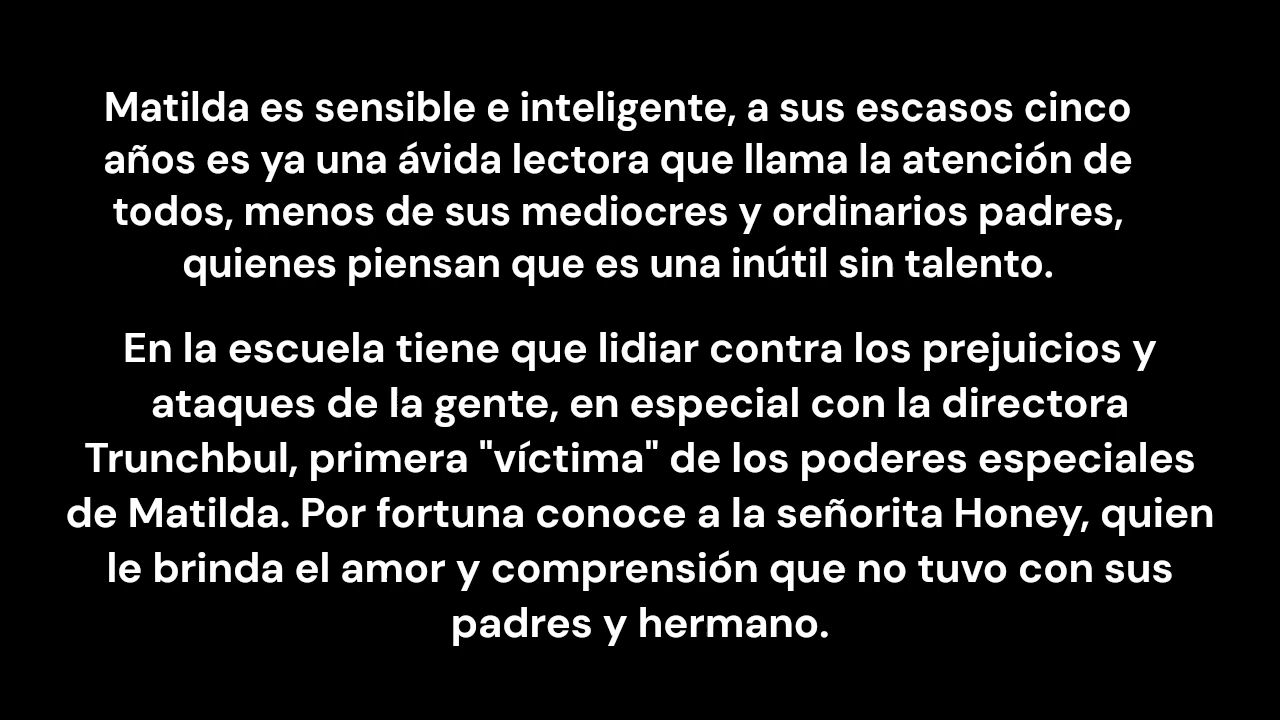 Matilda es sensible e inteligente, a sus escasos cinco
años es ya una ávida lectora que llama la atención de
todos, menos de sus mediocres y ordinarios padres,
quienes piensan que es una inútil sin talento.
En la escuela tiene que lidiar contra los prejuicios y
ataques de la gente, en especial con la directora
Trunchbul, primera "víctima" de los poderes especiales
de Matilda. Por fortuna conoce a la señorita Honey, quien
le brinda el amor y comprensión que no tuvo con sus
padres y hermano.